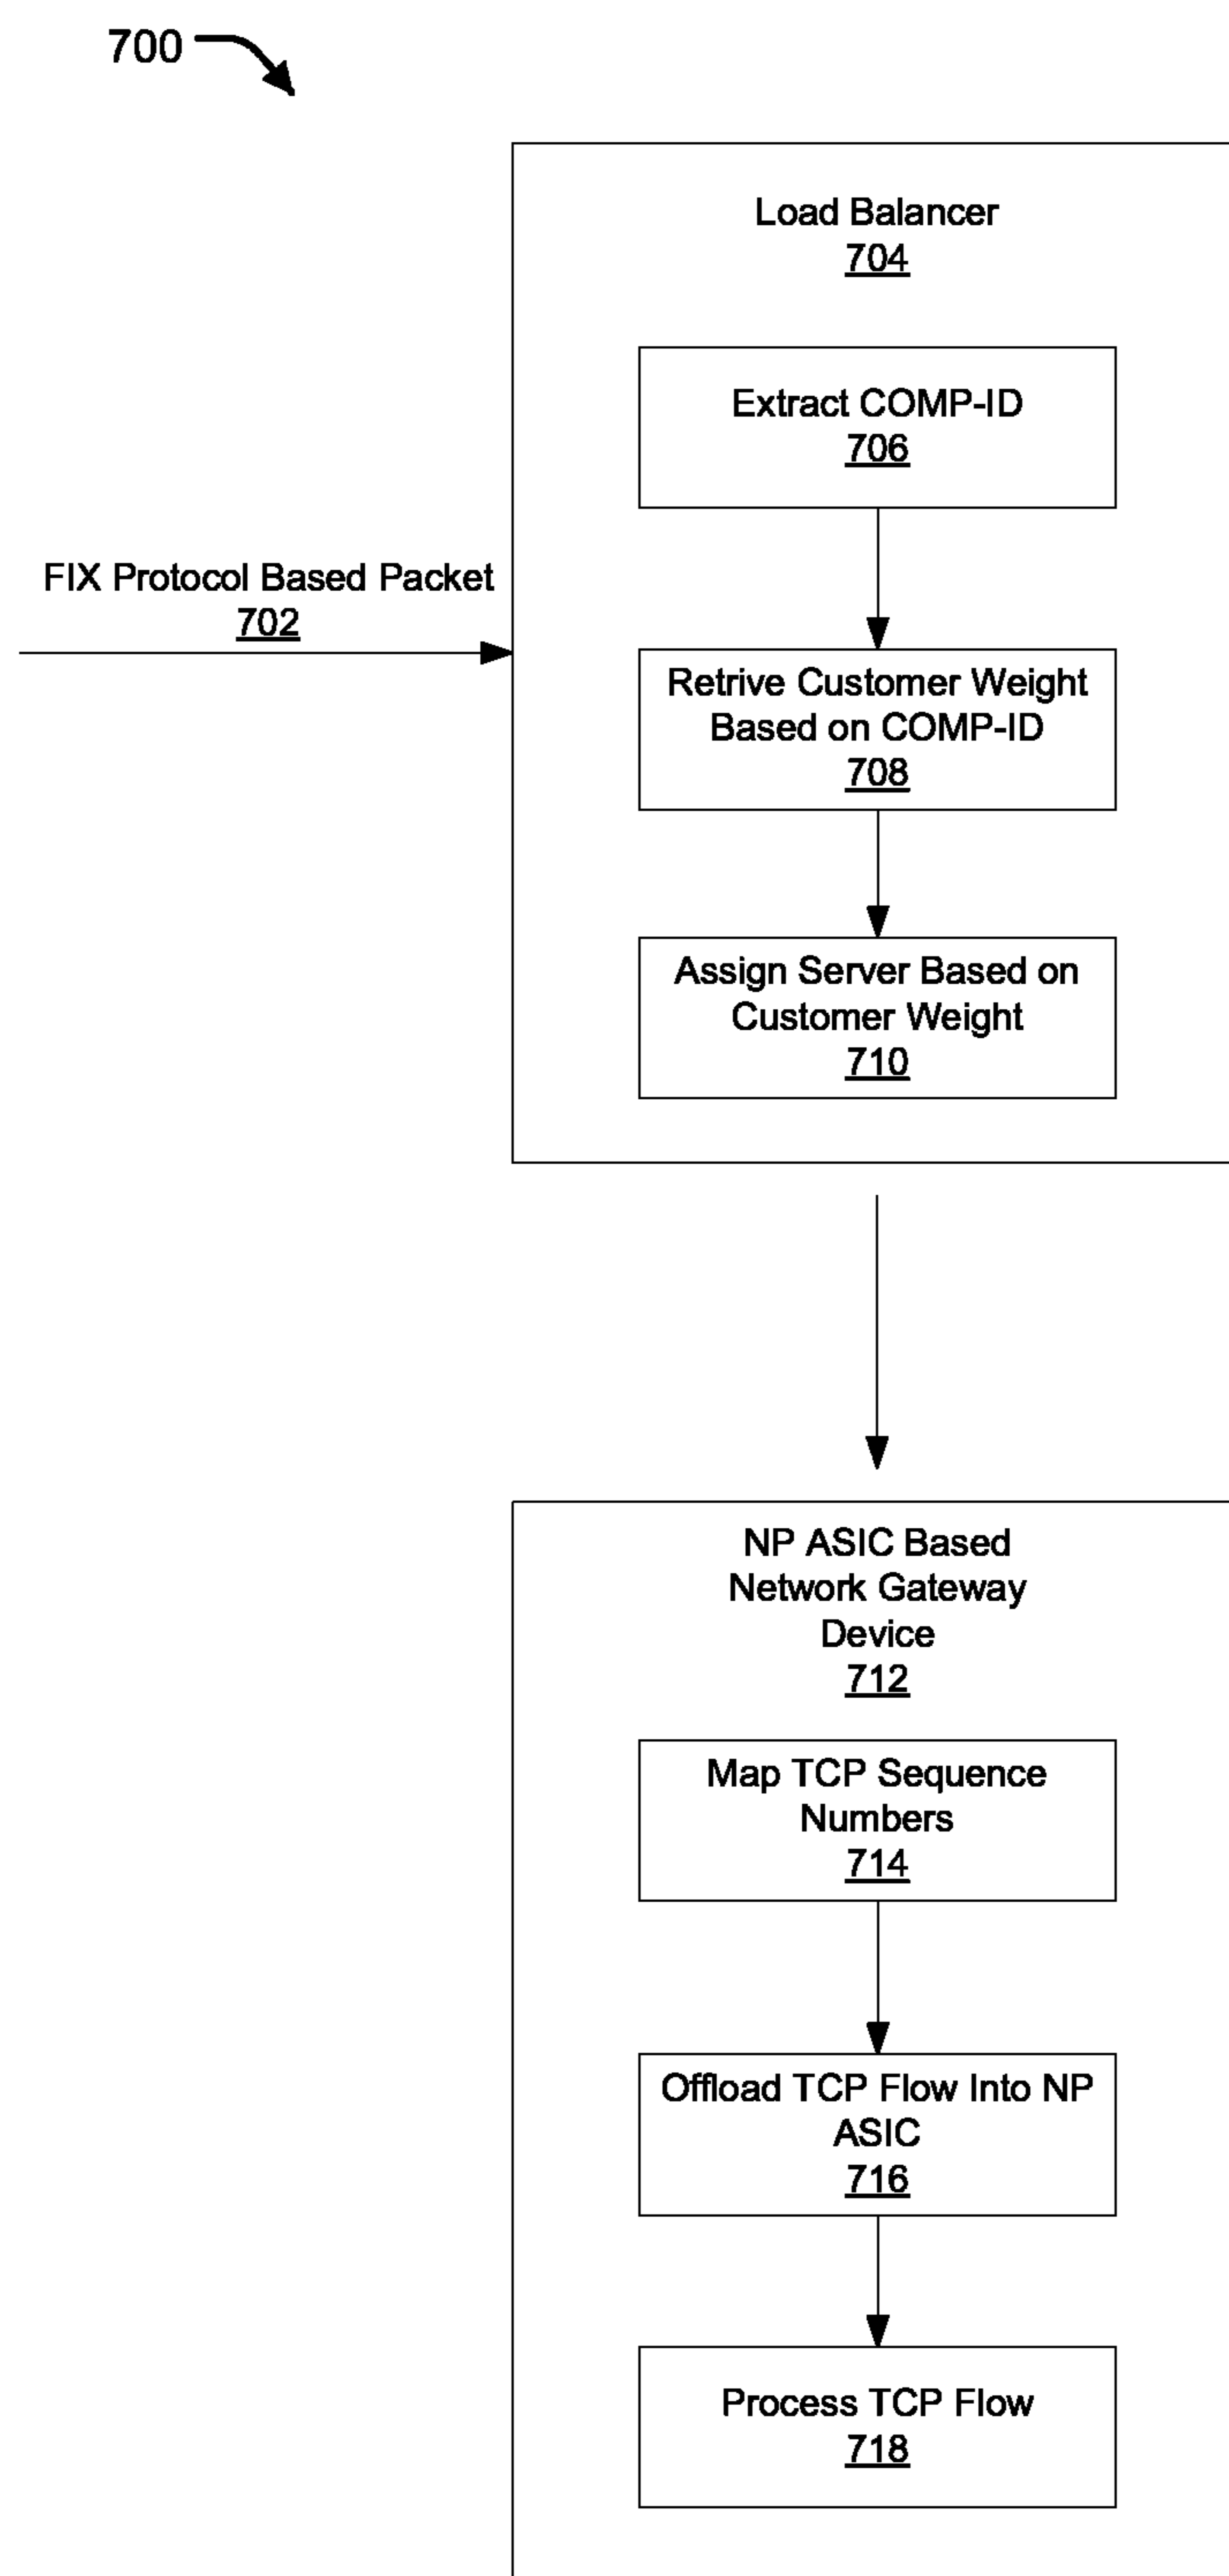 700
Load Balancer
704
Extract COMP-ID
706
FIX Protocol Based Packet
702
Retrive Customer Weight
Based on COMP-ID
708
Assign Server Based on
Customer Weight
710
NP ASIC Based
Network Gateway
Device
712
Map TCP Sequence
Numbers
714
Offload TCP Flow Into NP
ASIC
716
Process TCP Flow
718